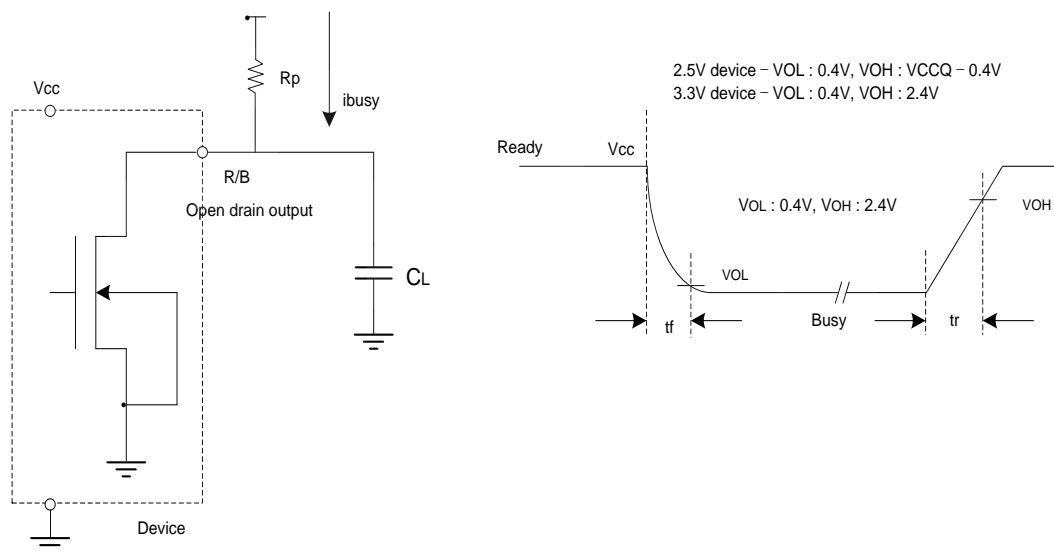 Rp
ibusy
Vcc
R/B
Open drain output
CL
Device
2.5V device – VOL : 0.4V, VOH : VCCQ – 0.4V
3.3V device – VOL : 0.4V, VOH : 2.4V
Ready
Vcc
VOL : 0.4V, VOH : 2.4V
VOH
VOL
Busy
tf
tr